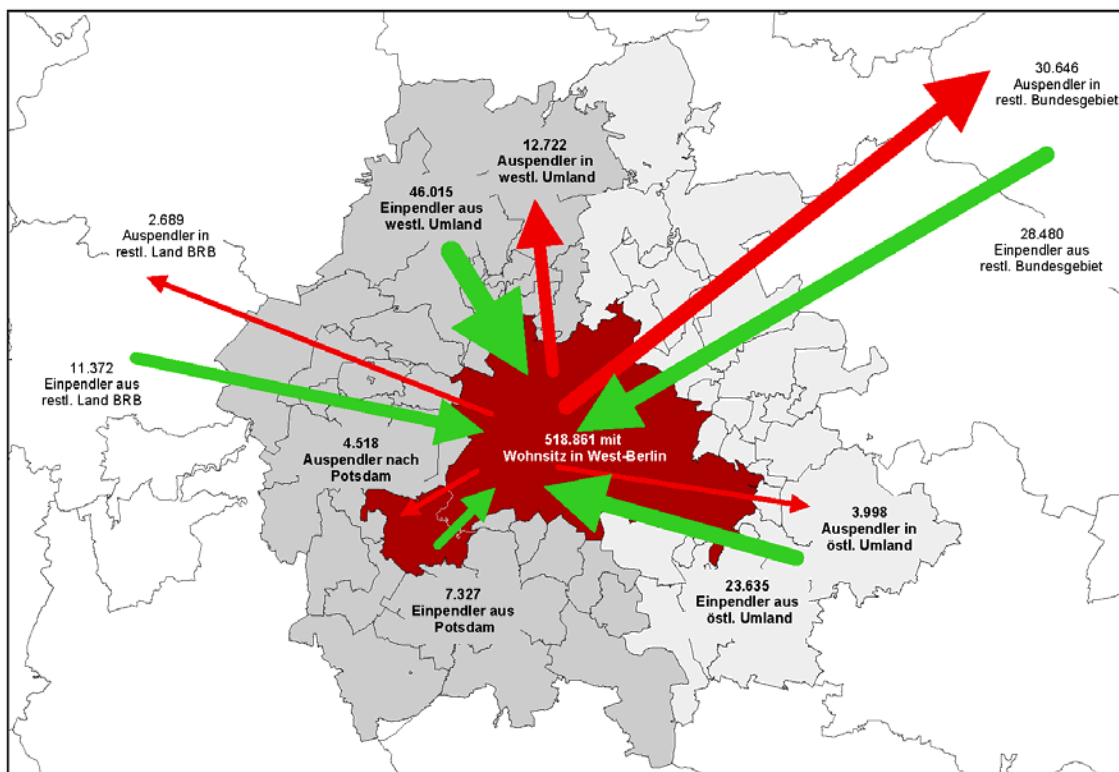 30.646
Auspendler in
restl. Bundesgebiet
12.722
Auspendler in
westl. Umland
46.015
Einpendler aus
westl. Umland
2.689
Auspendler in
restl. Land BRB
28.480
Einpendler aus
restl. Bundesgebiet
11.372
Einpendler aus
restl. Land BRB
4.518
Auspendler nach
Potsdam
518.861 mit
Wohnsitz in West-Berlin
3.998
Auspendler in
östl. Umland
23.635
Einpendler aus
östl. Umland
7.327
Einpendler aus
Potsdam